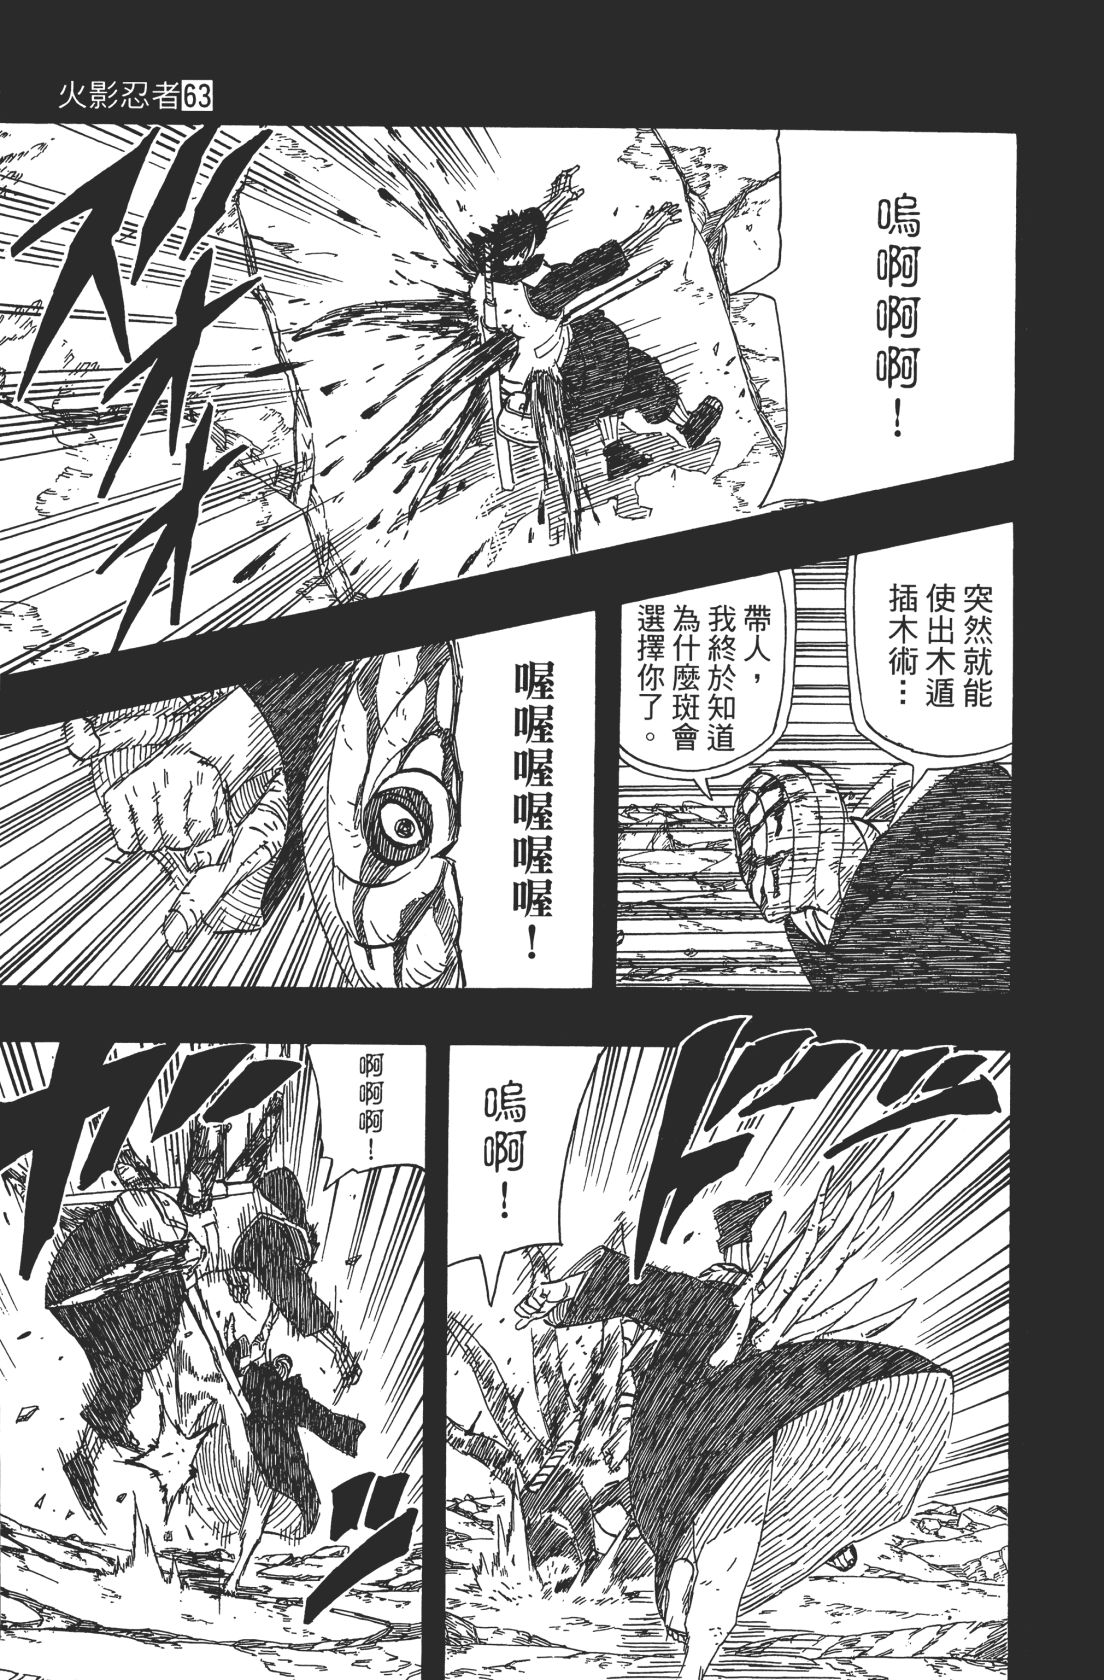 火影忍者63
嗚啊啊啊！
突然就能
使出木遁
插木術…
帶人，
我終於知道
為什麼斑會
選擇你了。
喔喔喔喔喔喔！
嗚啊！
啊啊啊！